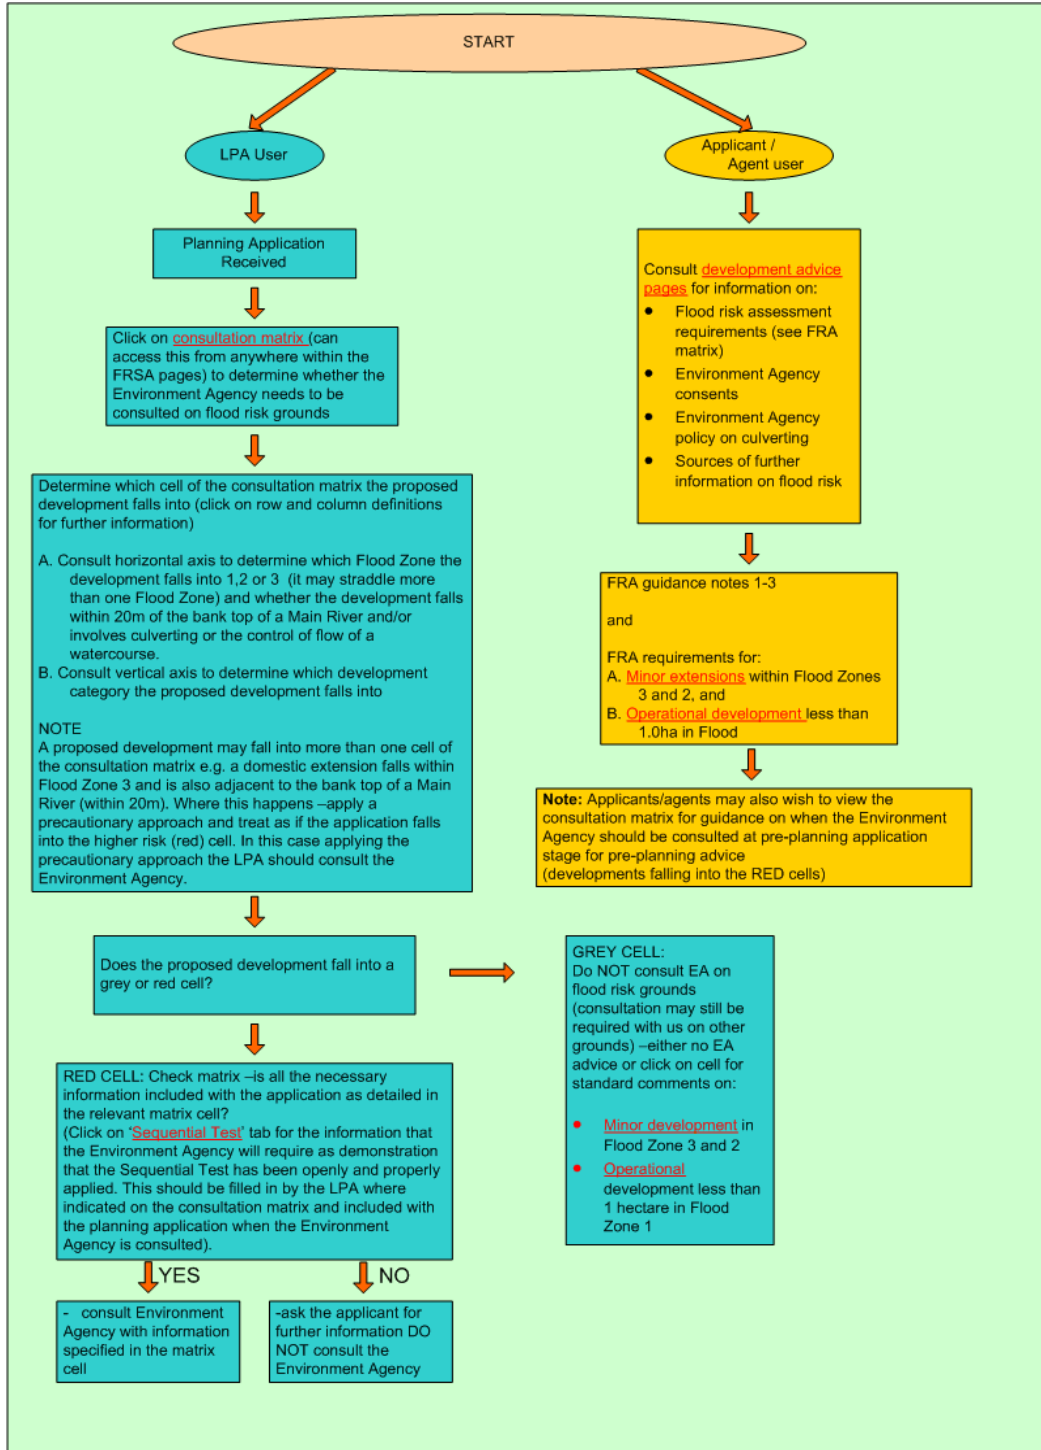 START
LPA User
Planning Application
Received
Click on consultation matrix (can
access this from anywhere within the
FRSA pages) to determine whether the
Environment Agency needs to be
consulted on flood risk grounds
Determine which cell of the consultation matrix the proposed
development falls into (click on row and column definitions
for further information)
A. Consult horizontal axis to determine which Flood Zone the
development falls into 1,2 or 3 (it may straddle more
than one Flood Zone) and whether the development falls
within 20m of the bank top of a Main River and/or
involves culverting or the control of flow of a
watercourse.
B. Consult vertical axis to determine which development
category the proposed development falls into
NOTE
A proposed development may fall into more than one cell of
the consultation matrix e.g. a domestic extension falls within
Flood Zone 3 and is also adjacent to the bank top of a Main
River (within 20m). Where this happens –apply a
precautionary approach and treat as if the application falls
into the higher risk (red) cell. In this case applying the
precautionary approach the LPA should consult the
Environment Agency.
Does the proposed development fall into a
grey or red cell?
RED CELL: Check matrix –is all the necessary
information included with the application as detailed in
the relevant matrix cell?
(Click on ‘Sequential Test’ tab for the information that
the Environment Agency will require as demonstration
that the Sequential Test has been openly and properly
applied. This should be filled in by the LPA where
indicated on the consultation matrix and included with
the planning application when the Environment
Agency is consulted).
YES
NO
- consult Environment
Agency with information
specified in the matrix
cell
-ask the applicant for
further information DO
NOT consult the
Environment Agency
GREY CELL:
Do NOT consult EA on
flood risk grounds
(consultation may still be
required with us on other
grounds) –either no EA
advice or click on cell for
standard comments on:
● Minor development in
Flood Zone 3 and 2
● Operational
development less than
1 hectare in Flood
Zone 1
Applicant /
Agent user
Consult development advice
pages for information on:
● Flood risk assessment
requirements (see FRA
matrix)
● Environment Agency
consents
● Environment Agency
policy on culverting
● Sources of further
information on flood risk
FRA guidance notes 1-3
and
FRA requirements for:
A. Minor extensions within Flood Zones
3 and 2, and
B. Operational development less than
1.0ha in Flood
Note: Applicants/agents may also wish to view the
consultation matrix for guidance on when the Environment
Agency should be consulted at pre-planning application
stage for pre-planning advice
(developments falling into the RED cells)